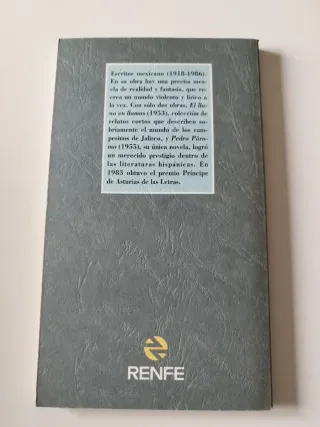 Escritor mexicano (1918-1986).
En su obra hay una precisa mez-
cla de realidad y fantasía, que re-
crea un mundo violento y lírico a
la vez. Con sólo dos obras, El lla-
no en llamas (1953), colección de
relatos cortos que describen so-
briamente el mundo de los cam-
pesinos de Jalisco, y Pedro Pára-
mo (1955), su única novela, logró
un merecido prestigio dentro de
las literaturas hispánicas. En
1983 obtuvo el premio Príncipe
de Asturias de las Letras.
RENFE